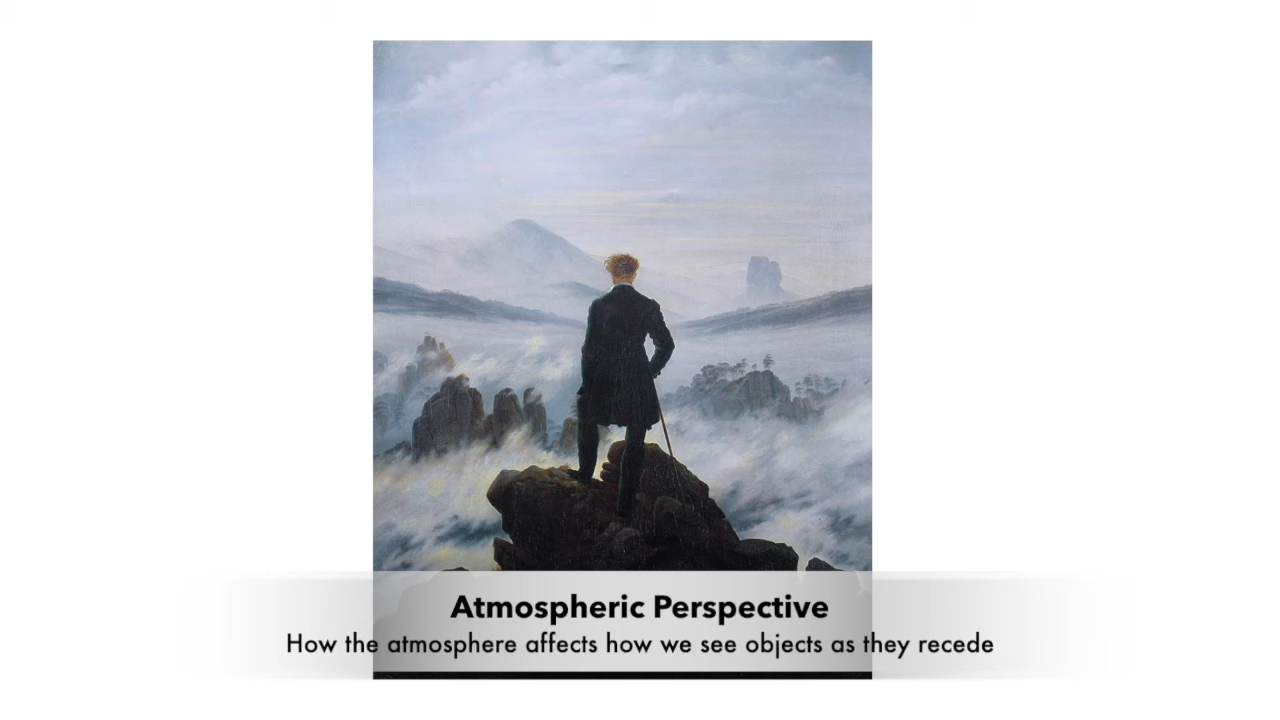 Atmospheric Perspective
How the atmosphere affects how we see objects as they recede